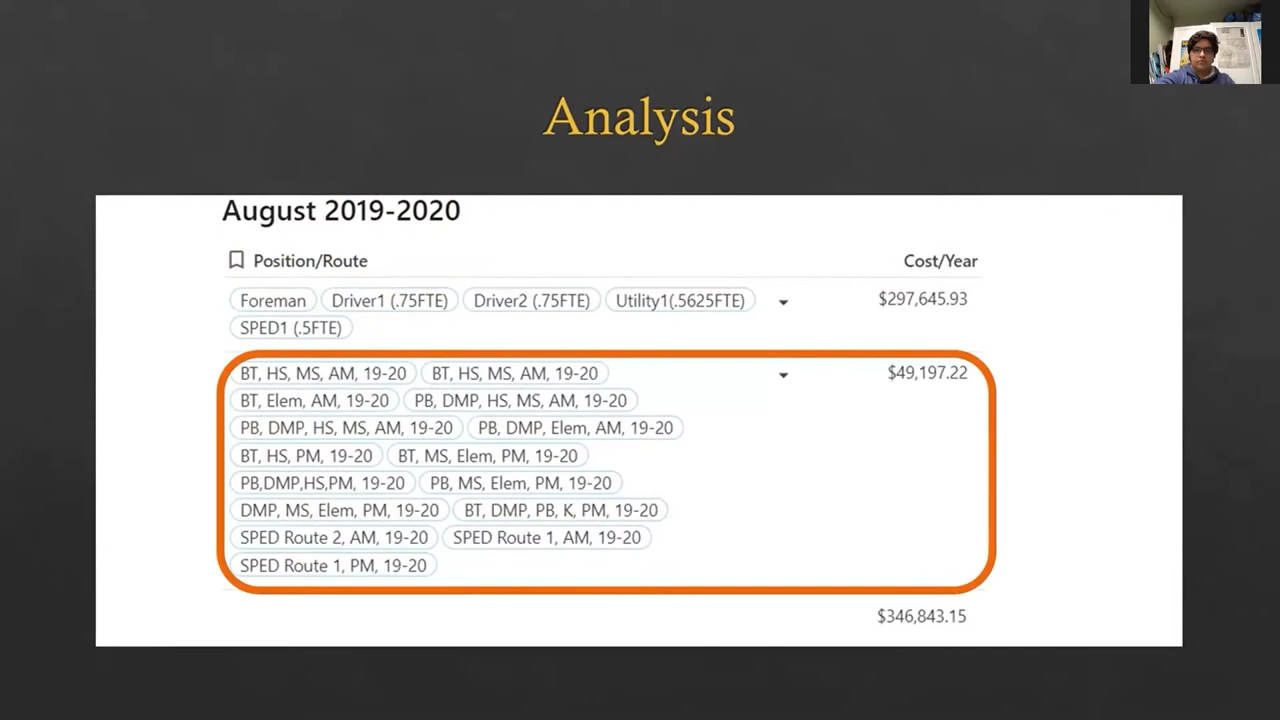 Analysis
August 2019-2020
Position/Route Cost/Year
Foreman Driver1 (.75FTE) Driver2 (.75FTE) Utility1(.5625FTE) $297,645.93
SPED1 (.5FTE)
BT, HS, MS, AM, 19-20 BT, HS, MS, AM, 19-20 $49,197.22
BT, Elem, AM, 19-20 PB, DMP, HS, MS, AM, 19-20
PB, DMP, HS, MS, AM, 19-20 PB, DMP, Elem, AM, 19-20
BT, HS, PM, 19-20 BT, MS, Elem, PM, 19-20
PB,DMP,HS,PM, 19-20 PB, MS, Elem, PM, 19-20
DMP, MS, Elem, PM, 19-20 BT, DMP, PB, K, PM, 19-20
SPED Route 2, AM, 19-20 SPED Route 1, AM, 19-20
SPED Route 1, PM, 19-20
$346,843.15